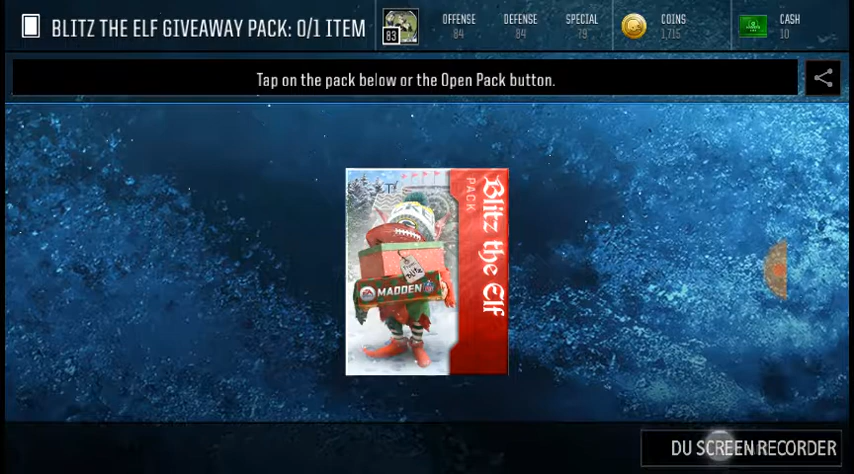 BLITZ THE ELF GIVEAWAY PACK: 0/1 ITEM
83
OFFENSE
84
DEFENSE
84
SPECIAL
79
COINS
1,715
CASH
10
Tap on the pack below or the Open Pack button.
Blitz the Elf
PACK
EA
MADDEN
NFL
DU SCREEN RECORDER